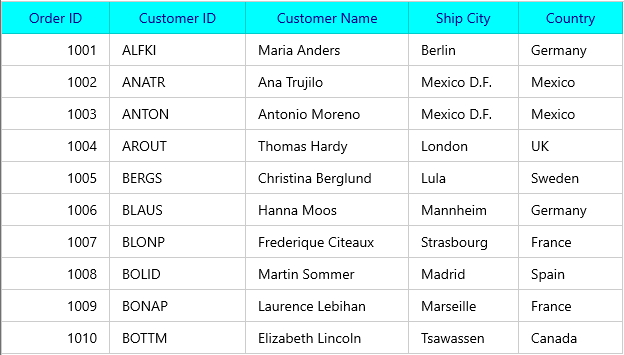 Order ID Customer ID Customer Name Ship City Country
1001 ALFKI Maria Anders Berlin Germany
1002 ANATR Ana Trujilo Mexico D.F. Mexico
1003 ANTON Antonio Moreno Mexico D.F. Mexico
1004 AROUT Thomas Hardy London UK
1005 BERGS Christina Berglund Lula Sweden
1006 BLAUS Hanna Moos Mannheim Germany
1007 BLONP Frederique Citeaux Strasbourg France
1008 BOLID Martin Sommer Madrid Spain
1009 BONAP Laurence Lebihan Marseille France
1010 BOTTM Elizabeth Lincoln Tsawassen Canada